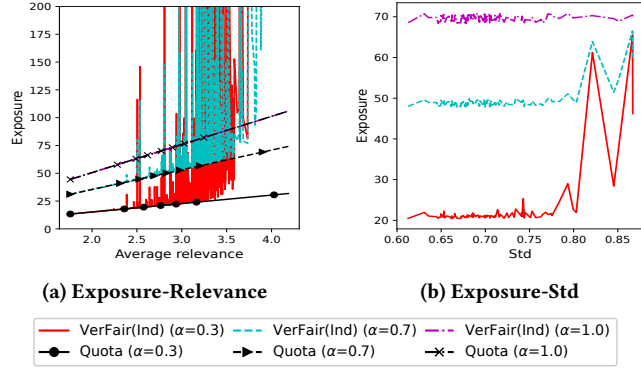 200
175
150
125
100
75
50
25
0
Exposure
2.0 2.5 3.0 3.5 4.0
Average relevance
(a) Exposure-Relevance
70
60
50
40
30
20
Exposure
0.60 0.65 0.70 0.75 0.80 0.85
Std
(b) Exposure-Std
VerFair(Ind) (α=0.3) VerFair(Ind) (α=0.7) VerFair(Ind) (α=1.0)
Quota (α=0.3) Quota (α=0.7) Quota (α=1.0)